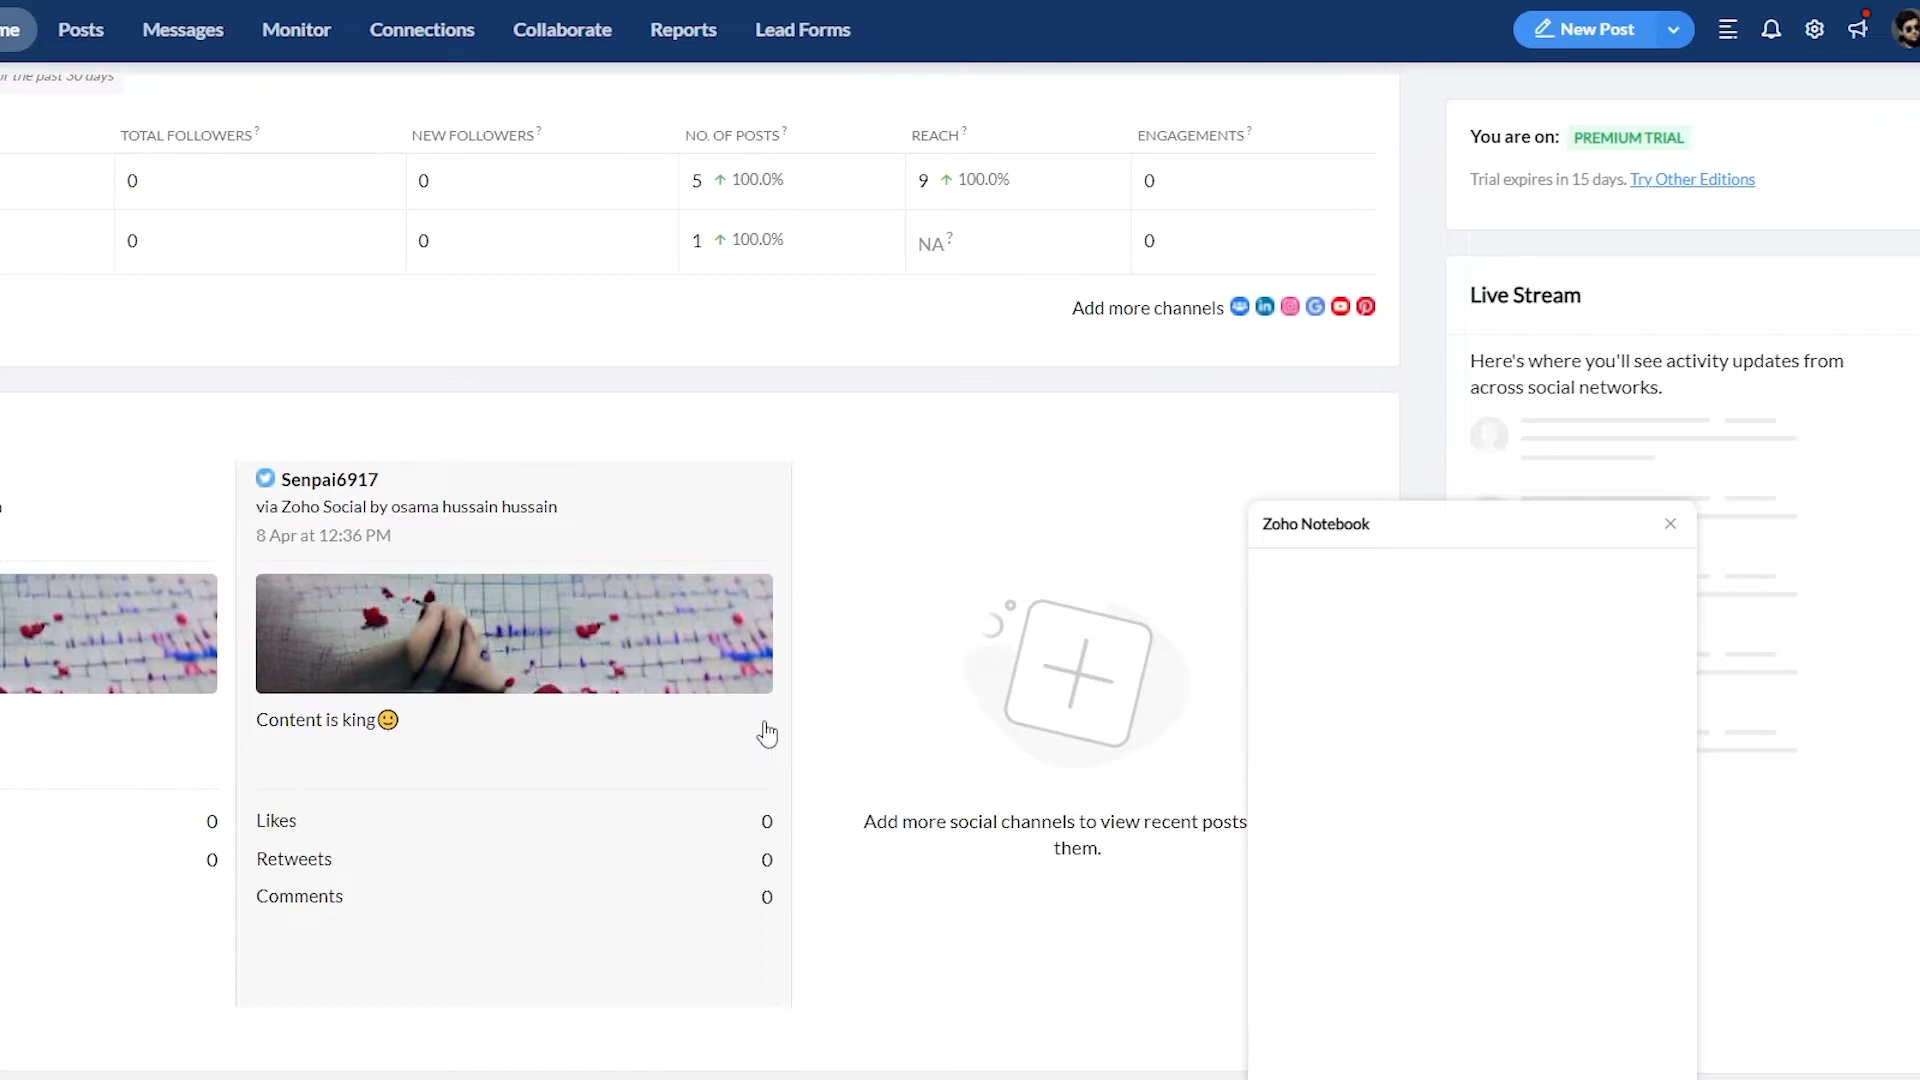 me Posts Messages Monitor Connections Collaborate Reports Lead Forms New Post
or the past 30 days
You are on: PREMIUM TRIAL
Trial expires in 15 days. Try Other Editions
TOTAL FOLLOWERS? NEW FOLLOWERS? NO. OF POSTS? REACH? ENGAGEMENTS?
0 0 5 ↑ 100.0% 9 ↑ 100.0% 0
0 0 1 ↑ 100.0% NA? 0
Add more channels
Live Stream
Here's where you'll see activity updates from
across social networks.
Senpai6917
via Zoho Social by osama hussain hussain
8 Apr at 12:36 PM
Content is king🙂
0 Likes 0
0 Retweets 0
Comments 0
Add more social channels to view recent posts
them.
Zoho Notebook